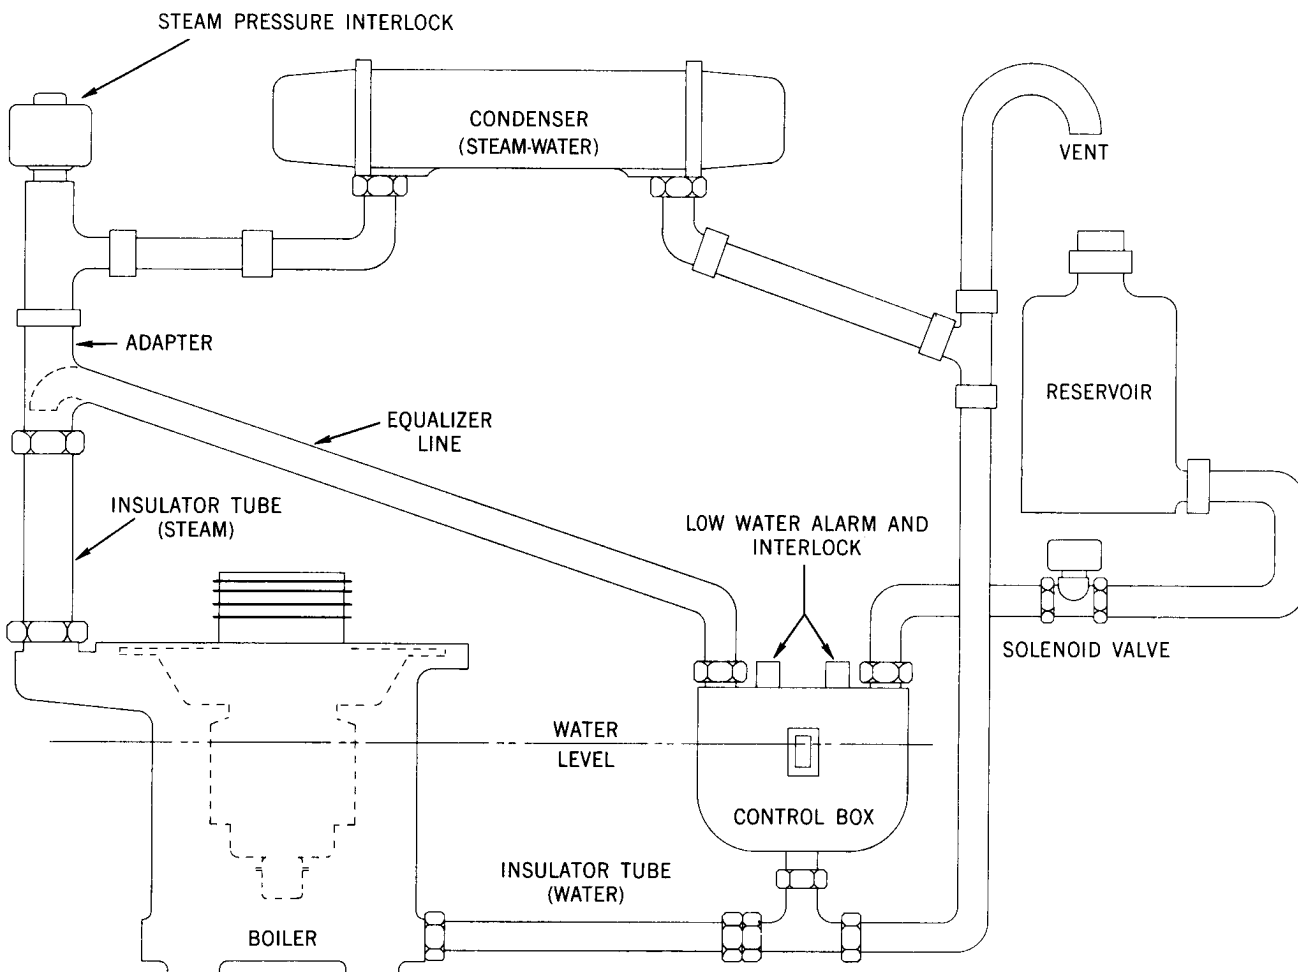 STEAM PRESSURE INTERLOCK
CONDENSER
(STEAM-WATER)
VENT
ADAPTER
RESERVOIR
EQUALIZER
LINE
INSULATOR TUBE
(STEAM)
LOW WATER ALARM AND
INTERLOCK
SOLENOID VALVE
WATER
LEVEL
CONTROL BOX
INSULATOR TUBE
(WATER)
BOILER